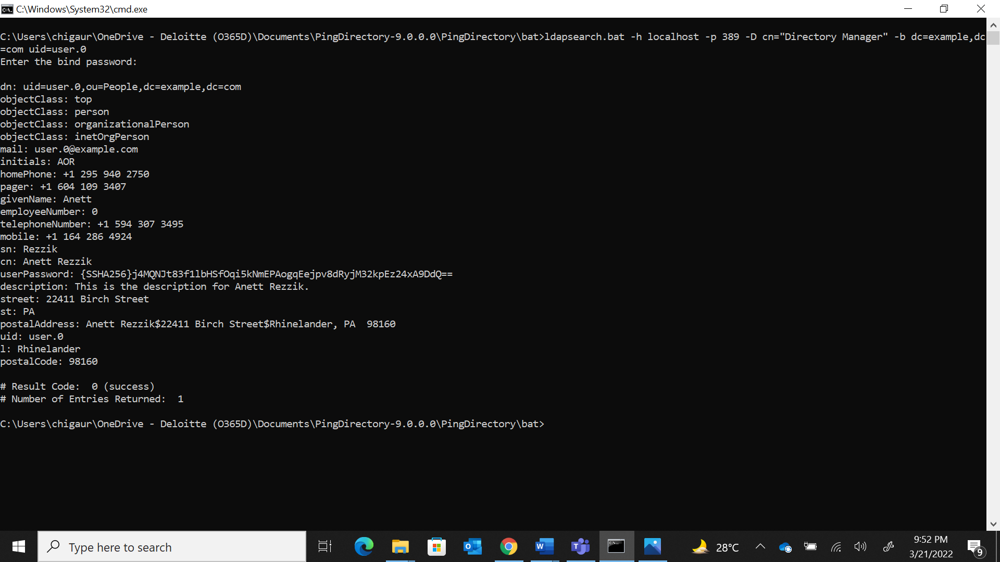 C:\Windows\System32\cmd.exe
C:\Users\chigaur\OneDrive - Deloitte (O365D)\Documents\PingDirectory-9.0.0.0\PingDirectory\bat>ldapsearch.bat -h localhost -p 389 -D cn="Directory Manager" -b dc=example,dc
=com uid=user.0
Enter the bind password:
dn: uid=user.0,ou=People,dc=example,dc=com
objectClass: top
objectClass: person
objectClass: organizationalPerson
objectClass: inetOrgPerson
mail: user.0@example.com
initials: AOR
homePhone: +1 295 940 2750
pager: +1 604 109 3407
givenName: Anett
employeeNumber: 0
telephoneNumber: +1 594 307 3495
mobile: +1 164 286 4924
sn: Rezzik
cn: Anett Rezzik
userPassword: {SSHA256}j4MQNJt83f1lbHSfOqi5kNmEPAogqEejpv8dRyjM32kpEz24xA9DdQ==
description: This is the description for Anett Rezzik.
street: 22411 Birch Street
st: PA
postalAddress: Anett Rezzik$22411 Birch Street$Rhinelander, PA  98160
uid: user.0
l: Rhinelander
postalCode: 98160
# Result Code:  0 (success)
# Number of Entries Returned:  1
C:\Users\chigaur\OneDrive - Deloitte (O365D)\Documents\PingDirectory-9.0.0.0\PingDirectory\bat>
Type here to search
28°C
9:52 PM
3/21/2022
9